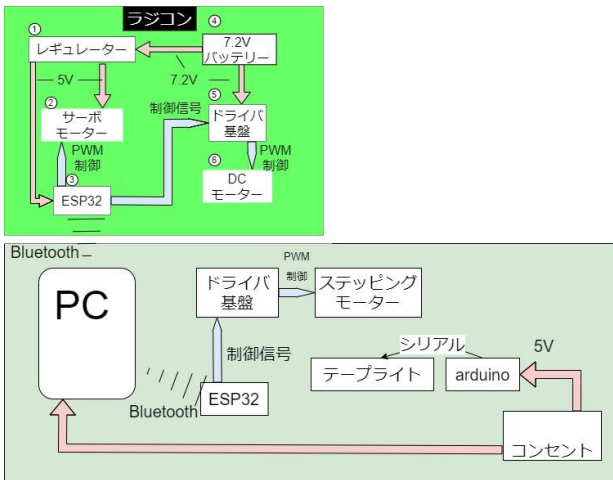 ラジコン
①
レギュレーター
④
7.2V
バッテリー
5V
7.2V
②
サーボ
モーター
制御信号
⑤
ドライバ
基盤
PWM
制御
③
ESP32
PWM
制御
⑥
DC
モーター
Bluetooth
PC
ドライバ
基盤
PWM
制御
ステッピング
モーター
制御信号
Bluetooth
ESP32
シリアル
テープライト
arduino
5V
コンセント